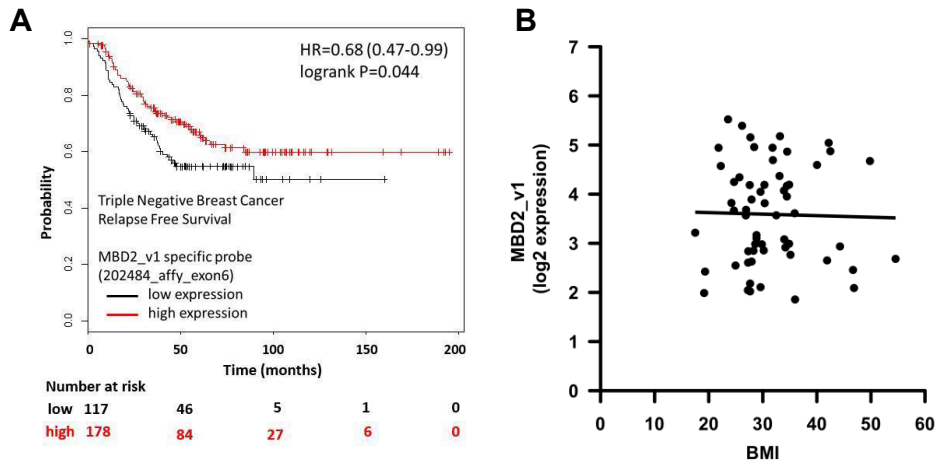 A
Probability
1.0
0.8
0.6
0.4
0.2
0.0
HR=0.68 (0.47-0.99)
logrank P=0.044
Triple Negative Breast Cancer
Relapse Free Survival
MBD2_v1 specific probe
(202484_affy_exon6)
low expression
high expression
0 50 100 150 200
Time (months)
Number at risk
low 117 46 5 1 0
high 178 84 27 6 0
B
MBD2_v1
(log2 expression)
7
6
5
4
3
2
1
0
0 10 20 30 40 50 60
BMI